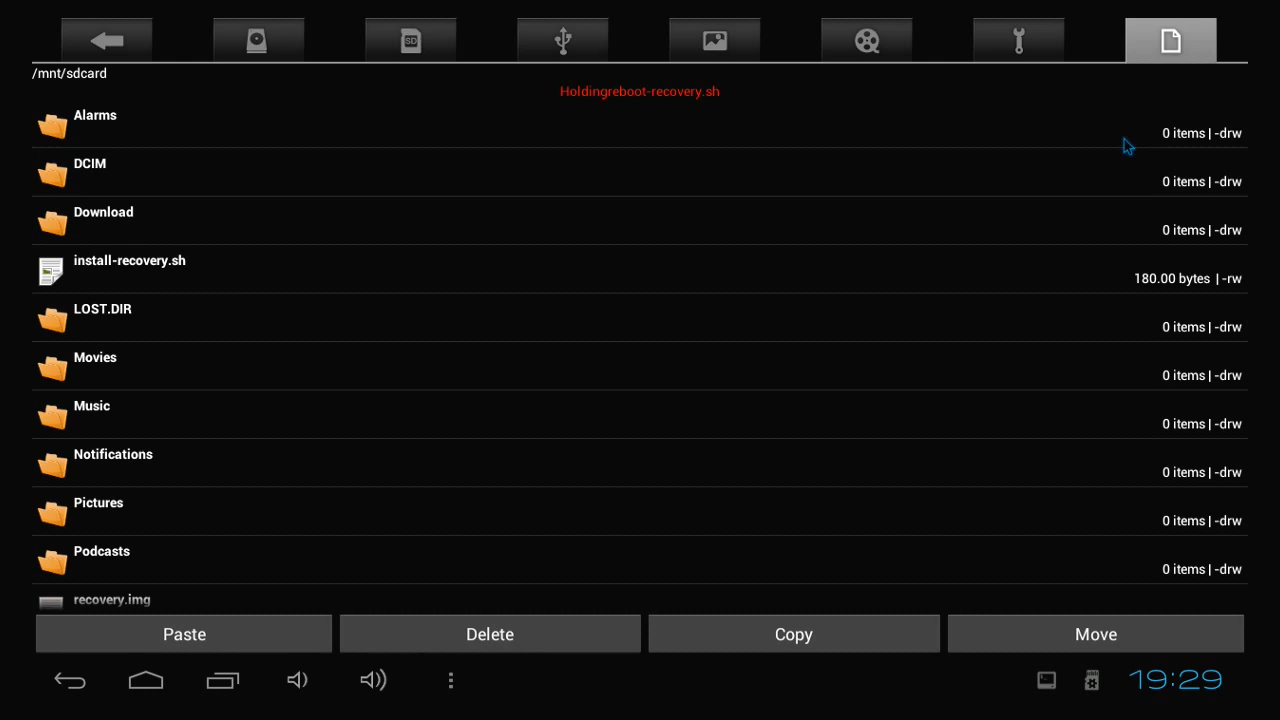 SD
/mnt/sdcard
Holdingreboot-recovery.sh
Alarms
0 items | -drw
DCIM
0 items | -drw
Download
0 items | -drw
install-recovery.sh
180.00 bytes | -rw
LOST.DIR
0 items | -drw
Movies
0 items | -drw
Music
0 items | -drw
Notifications
0 items | -drw
Pictures
0 items | -drw
Podcasts
0 items | -drw
recovery.img
Paste Delete Copy Move
19:29